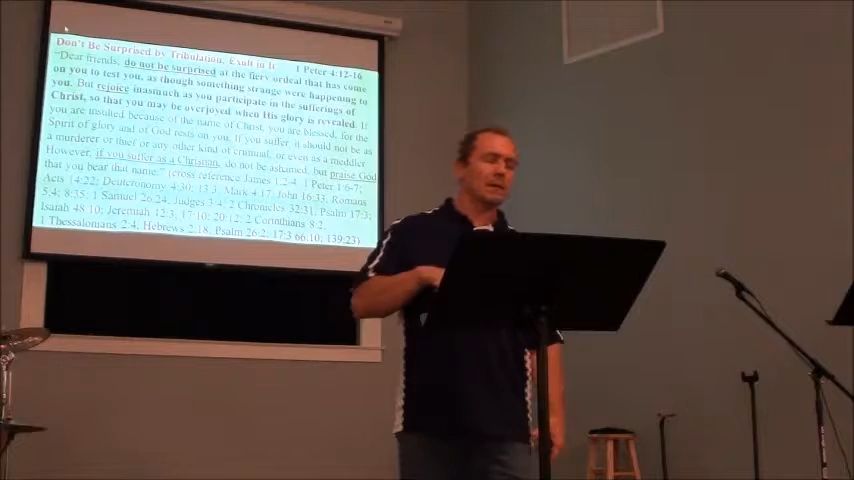 Don't Be Surprised by Tribulation, Exult in It     1 Peter 4:12-16
"Dear friends, do not be surprised at the fiery ordeal that has come
on you to test you, as though something strange were happening to
you. But rejoice inasmuch as you participate in the sufferings of
Christ, so that you may be overjoyed when His glory is revealed. If
you are insulted because of the name of Christ, you are blessed, for the
Spirit of glory and of God rests on you. If you suffer, it should not be as
a murderer or thief or any other kind of criminal, or even as a meddler.
However, if you suffer as a Christian, do not be ashamed, but praise God
that you bear that name." (cross reference James 1:2-4, 1 Peter 1:6-7,
Acts 14:22, Deuteronomy 4:30; 13:3, Mark 4:17, John 16:33, Romans
5:4; 8:35, 1 Samuel 26:24, Judges 3:4, 2 Chronicles 32:31, Psalm 17:3;
Isaiah 48:10, Jeremiah 12:3; 17:10; 20:12; 2 Corinthians 8:2,
1 Thessalonians 2:4, Hebrews 2:18, Psalm 26:2; 17:3 66:10; 139:23)